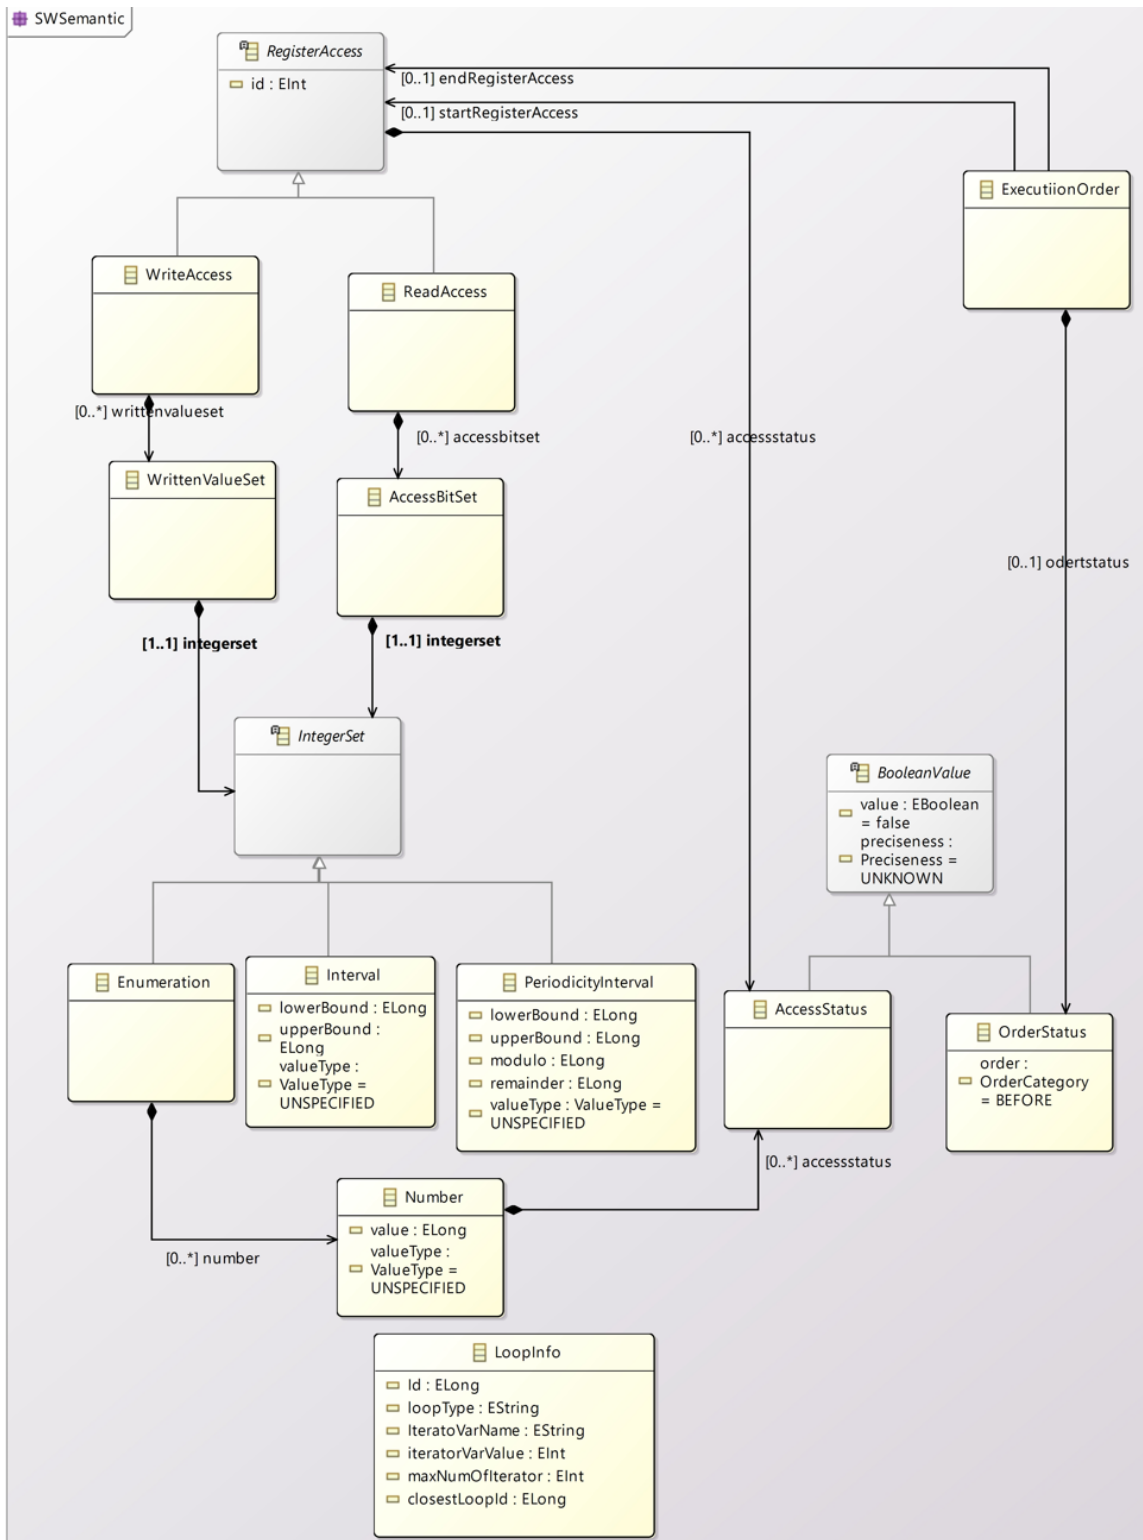 SWSemantic
RegisterAccess
id : EInt
[0..1] endRegisterAccess
[0..1] startRegisterAccess
ExecutiionOrder
WriteAccess
ReadAccess
[0..*] writtenvalueset
[0..*] accessbitset
[0..*] accessstatus
WrittenValueSet
AccessBitSet
[0..1] odertstatus
[1..1] integerset
[1..1] integerset
IntegerSet
BooleanValue
value : EBoolean
= false
preciseness :
Preciseness =
UNKNOWN
Enumeration
Interval
lowerBound : ELong
upperBound :
ELong
valueType :
ValueType =
UNSPECIFIED
PeriodicityInterval
lowerBound : ELong
upperBound : ELong
modulo : ELong
remainder : ELong
valueType : ValueType =
UNSPECIFIED
AccessStatus
OrderStatus
order :
OrderCategory
= BEFORE
[0..*] accessstatus
Number
value : ELong
valueType :
ValueType =
UNSPECIFIED
[0..*] number
LoopInfo
Id : ELong
loopType : EString
IteratoVarName : EString
iteratorVarValue : EInt
maxNumOfIterator : EInt
closestLoopId : ELong